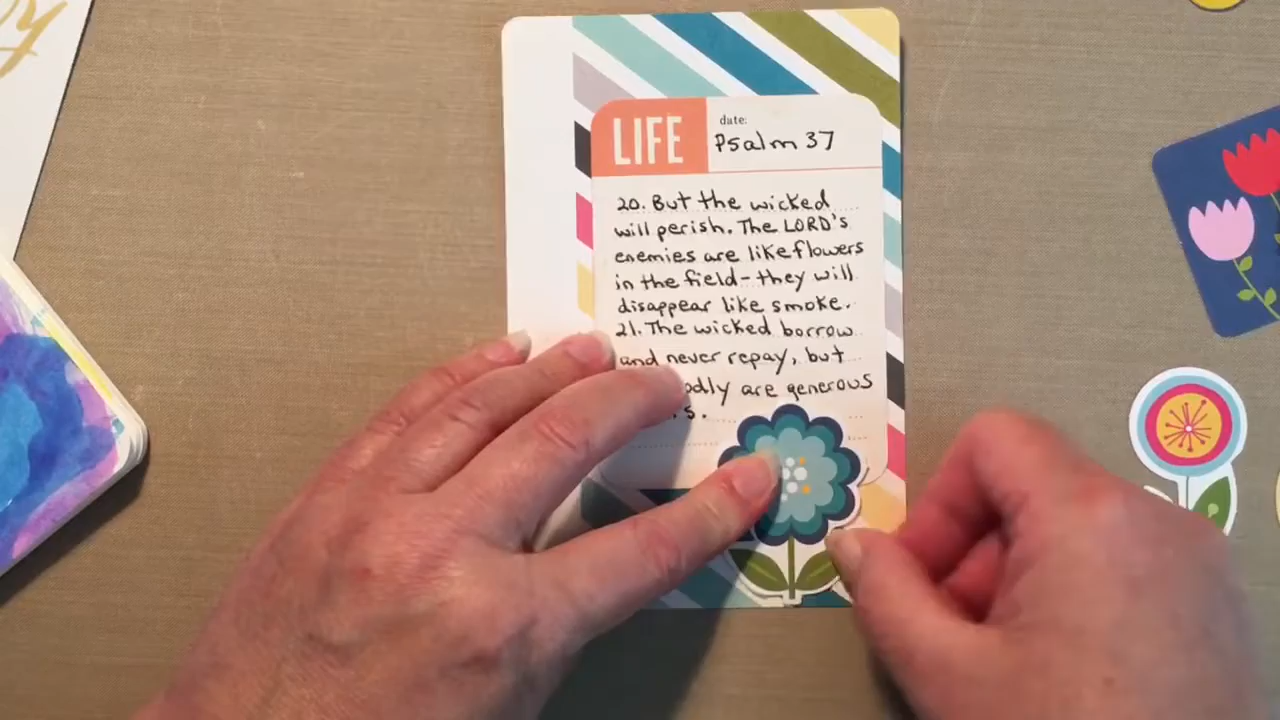 LIFE
date:
Psalm 37
20. But the wicked
will perish. The LORD's
enemies are like flowers
in the field - they will
disappear like smoke.
21. The wicked borrow
and never repay, but
are generous